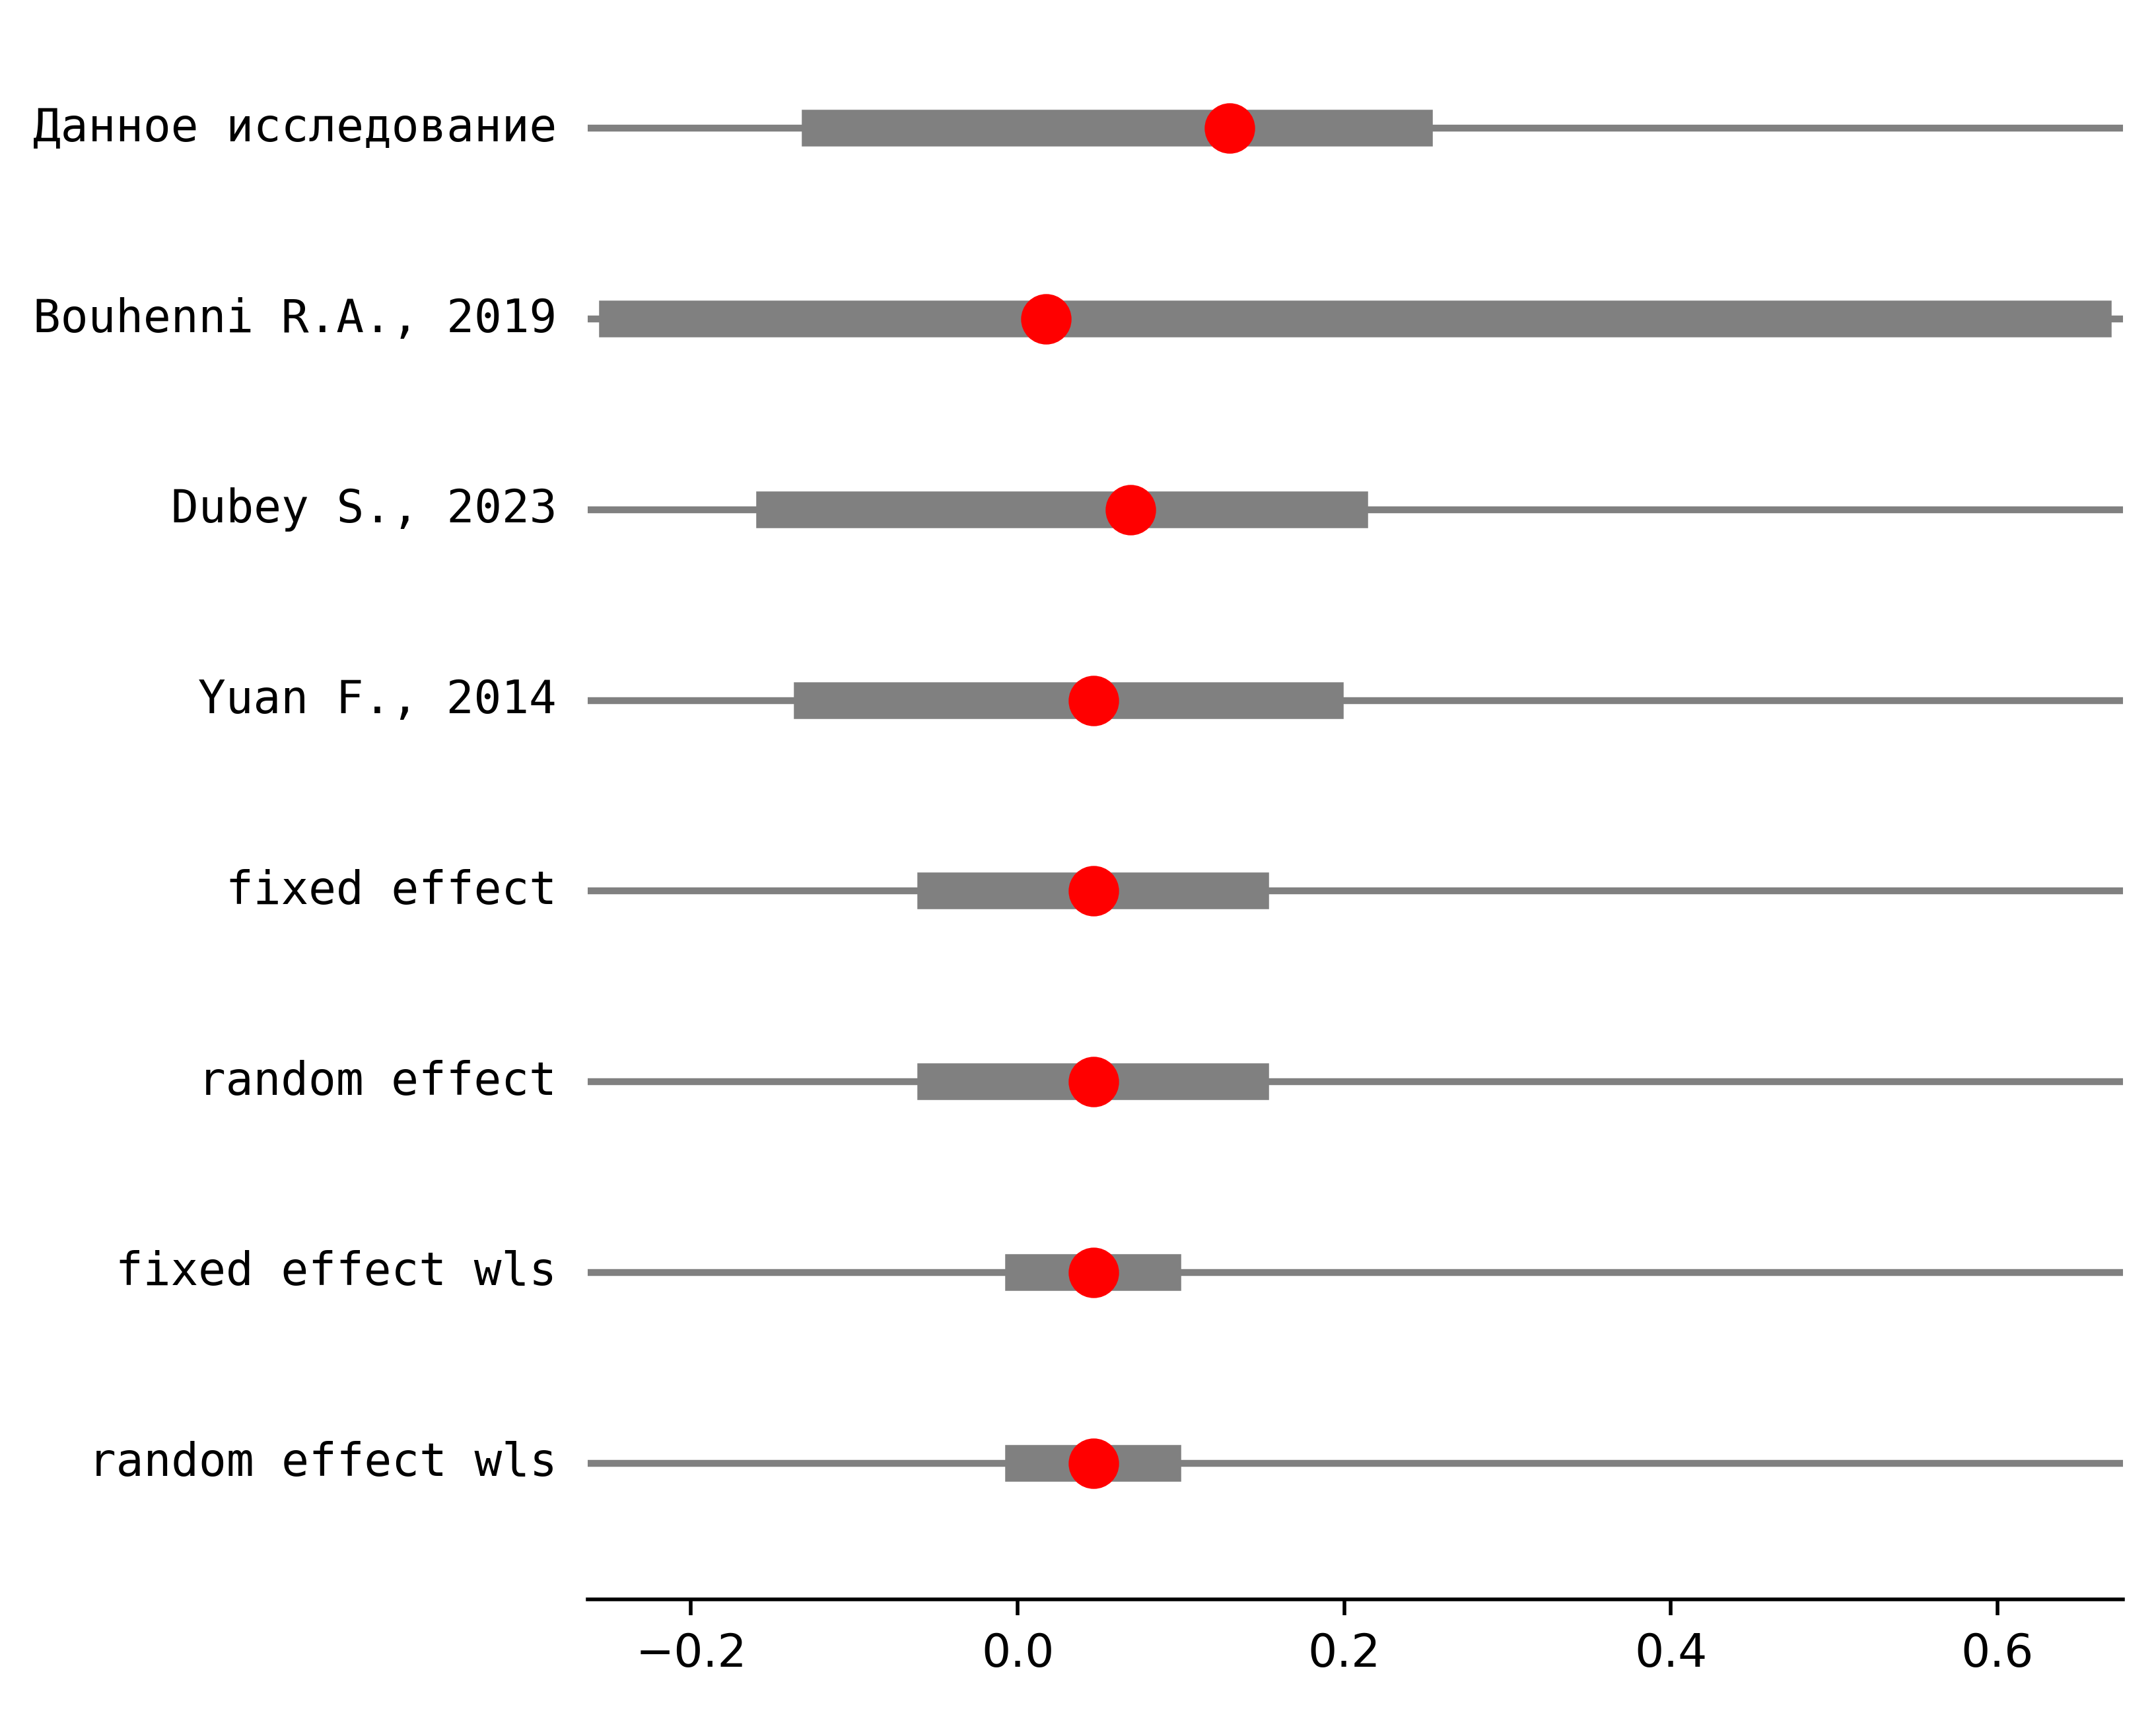 Данное исследование
Bouhenni R.A., 2019
Dubey S., 2023
Yuan F., 2014
fixed effect
random effect
fixed effect wls
random effect wls
−0.2 0.0 0.2 0.4 0.6